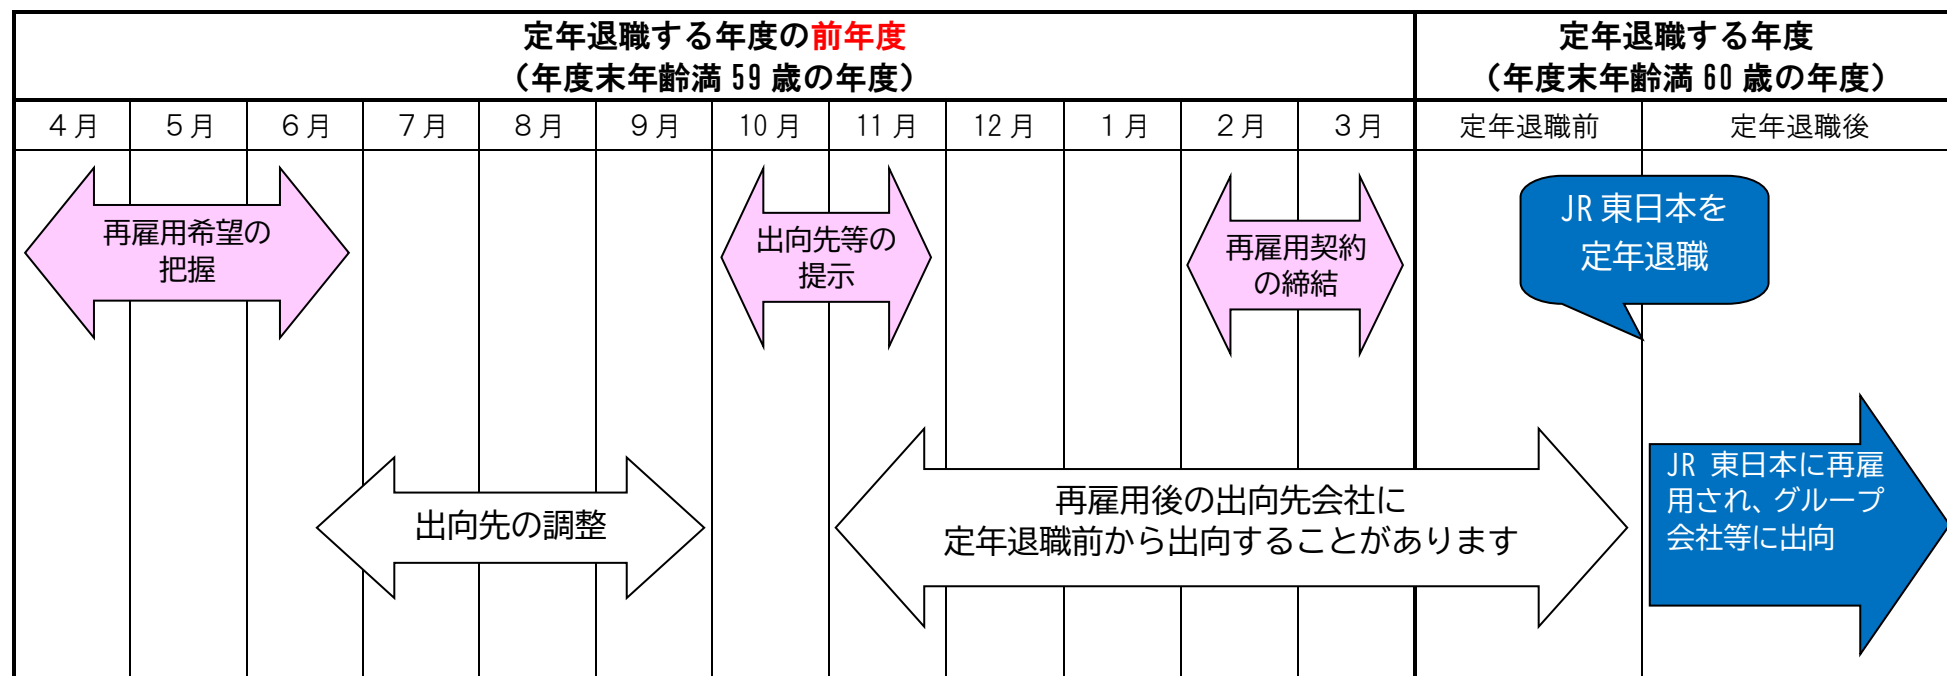 定年退職する年度の前年度
(年度末年齢満 59 歳の年度)
定年退職する年度
(年度末年齢満 60 歳の年度)
4月 5月 6月 7月 8月 9月 10月 11月 12月 1月 2月 3月 定年退職前 定年退職後
再雇用希望の
把握
出向先等の
提示
再雇用契約
の締結
JR 東日本を
定年退職
出向先の調整
再雇用後の出向先会社に
定年退職前から出向することがあります
JR 東日本に再雇
用され、グループ
会社等に出向